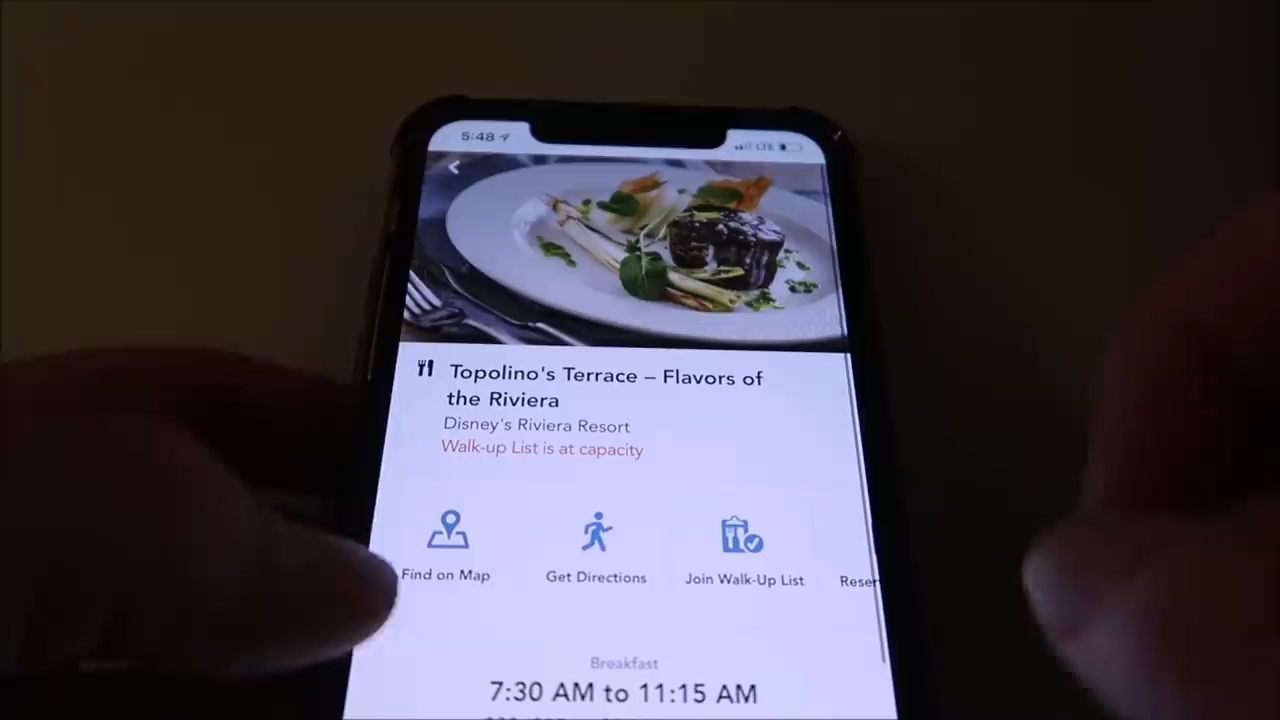 5:48
LTE
Topolino's Terrace – Flavors of
the Riviera
Disney's Riviera Resort
Walk-up List is at capacity
Find on Map
Get Directions
Join Walk-Up List
Reser
Breakfast
7:30 AM to 11:15 AM